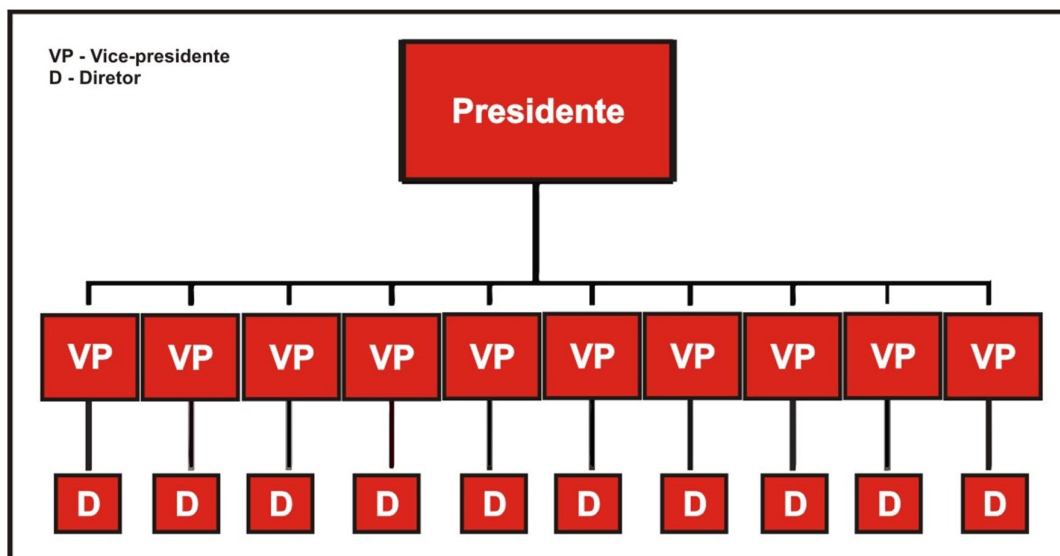 VP - Vice-presidente
D - Diretor
Presidente
VP VP VP VP VP VP VP VP VP VP
D D D D D D D D D D